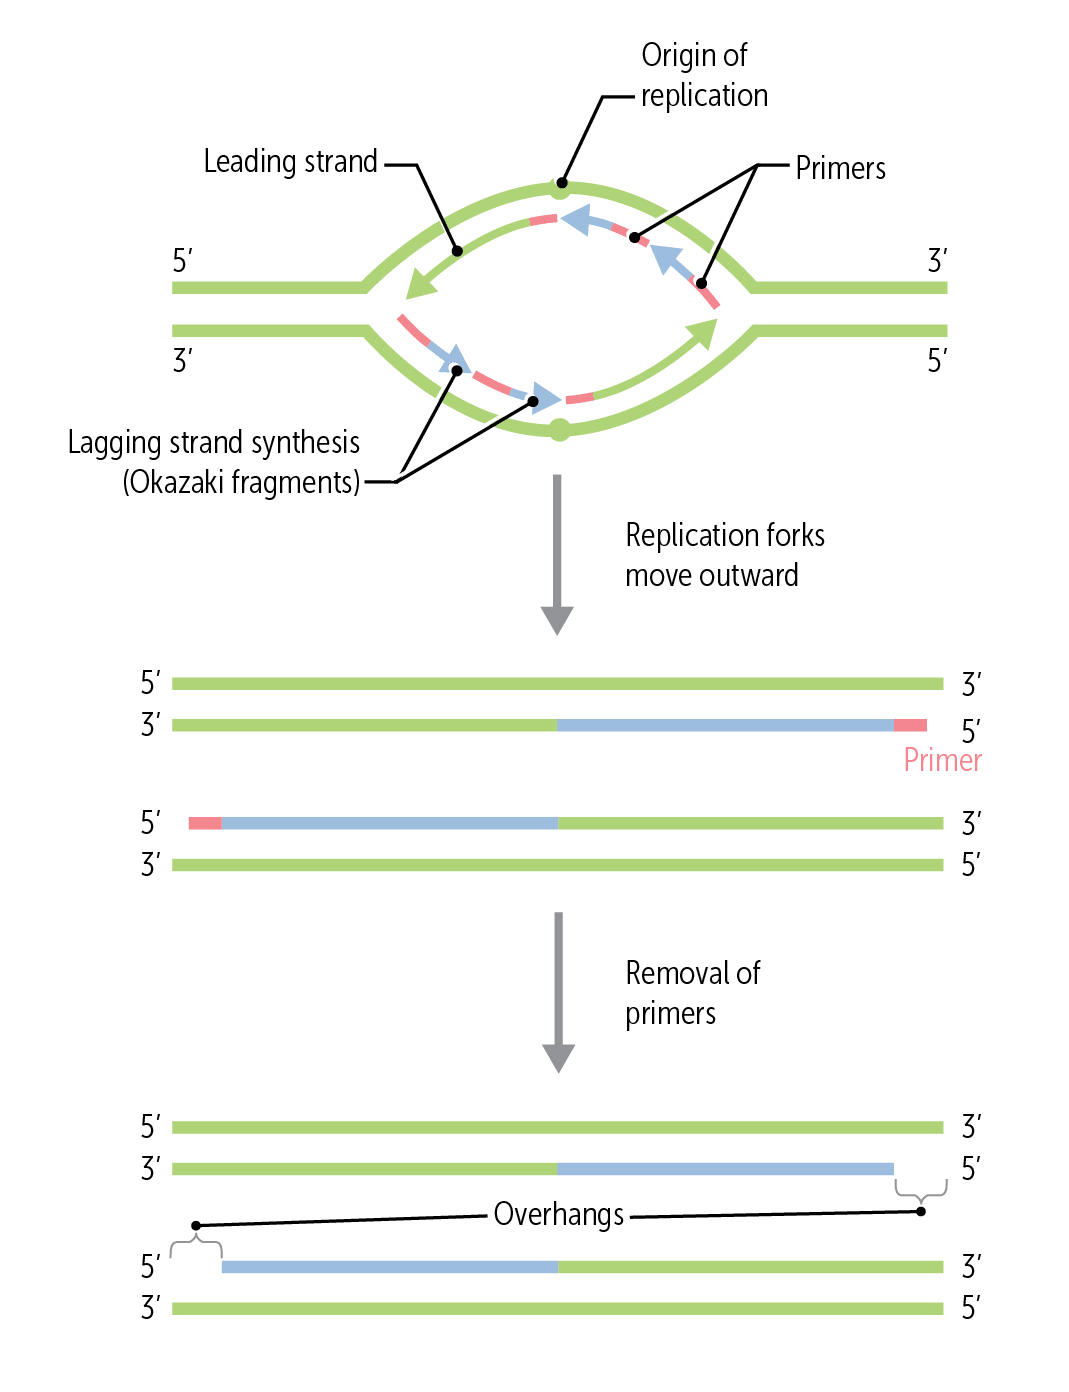 Origin of
replication
Leading strand
Primers
5′
3′
3′
5′
Lagging strand synthesis
(Okazaki fragments)
Replication forks
move outward
5′
3′
3′
5′
Primer
5′
3′
3′
5′
Removal of
primers
5′
3′
3′
5′
Overhangs
5′
3′
3′
5′